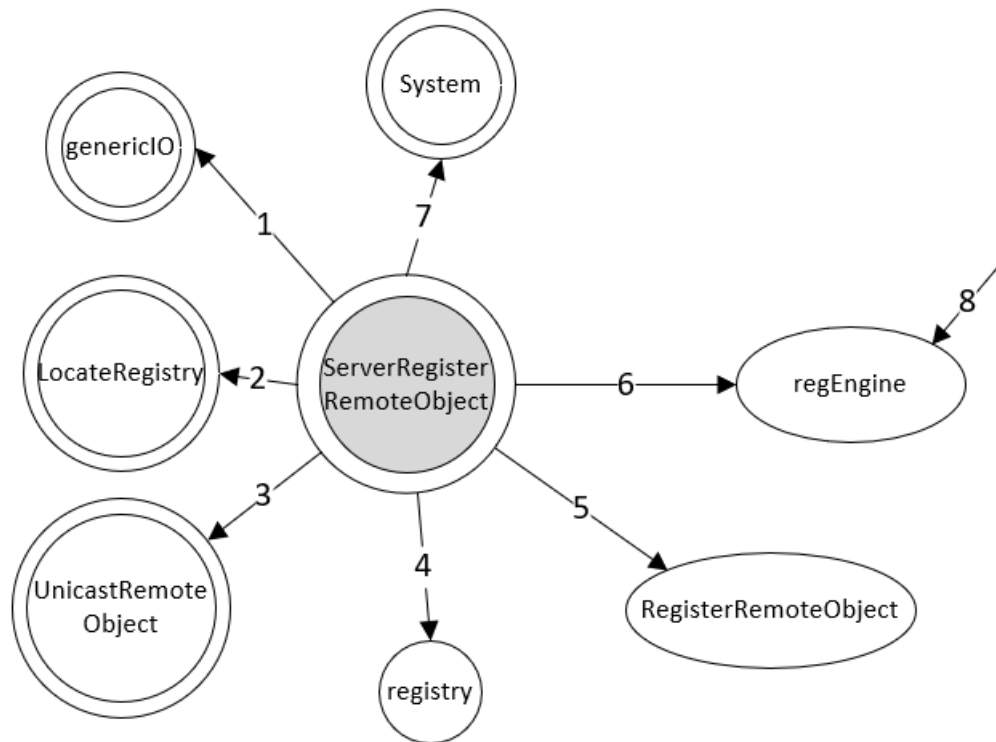 System
genericIO
7
1
8
ServerRegister
RemoteObject
LocateRegistry
2
6
regEngine
3
5
4
UnicastRemote
Object
RegisterRemoteObject
registry